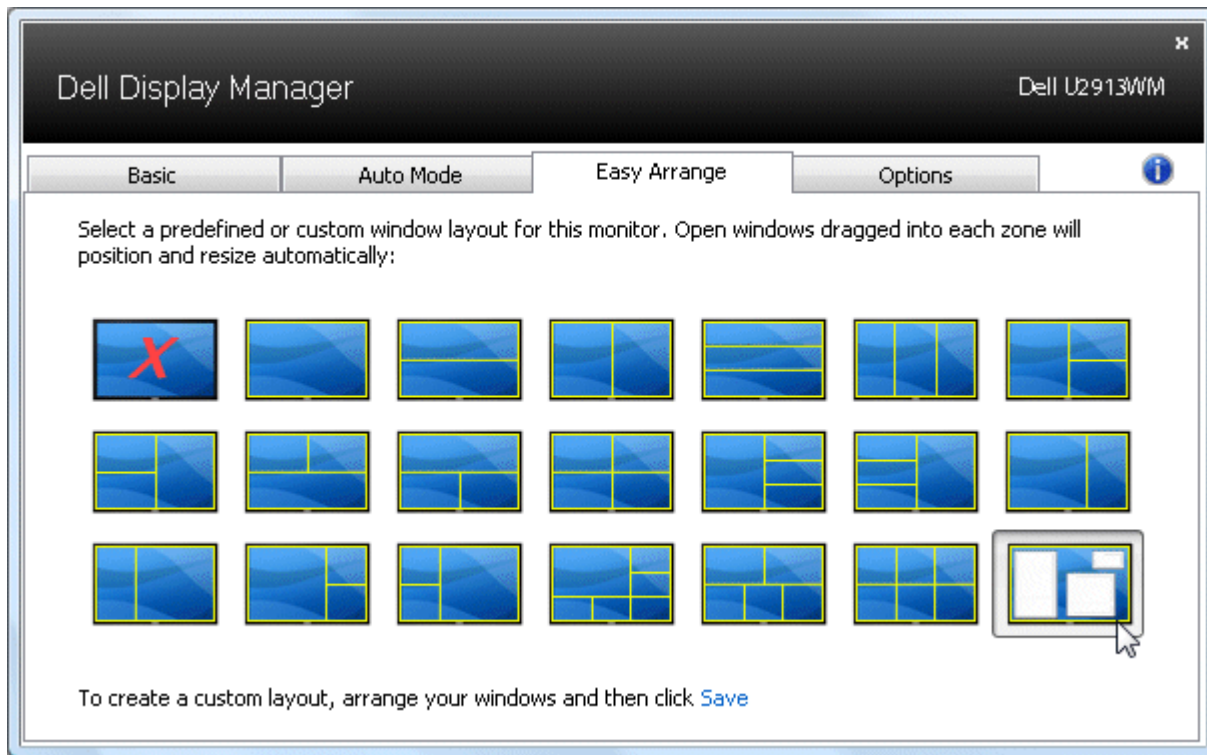 Dell Display Manager
Dell U2913WM
Basic
Auto Mode
Easy Arrange
Options
Select a predefined or custom window layout for this monitor. Open windows dragged into each zone will
position and resize automatically:
To create a custom layout, arrange your windows and then click Save